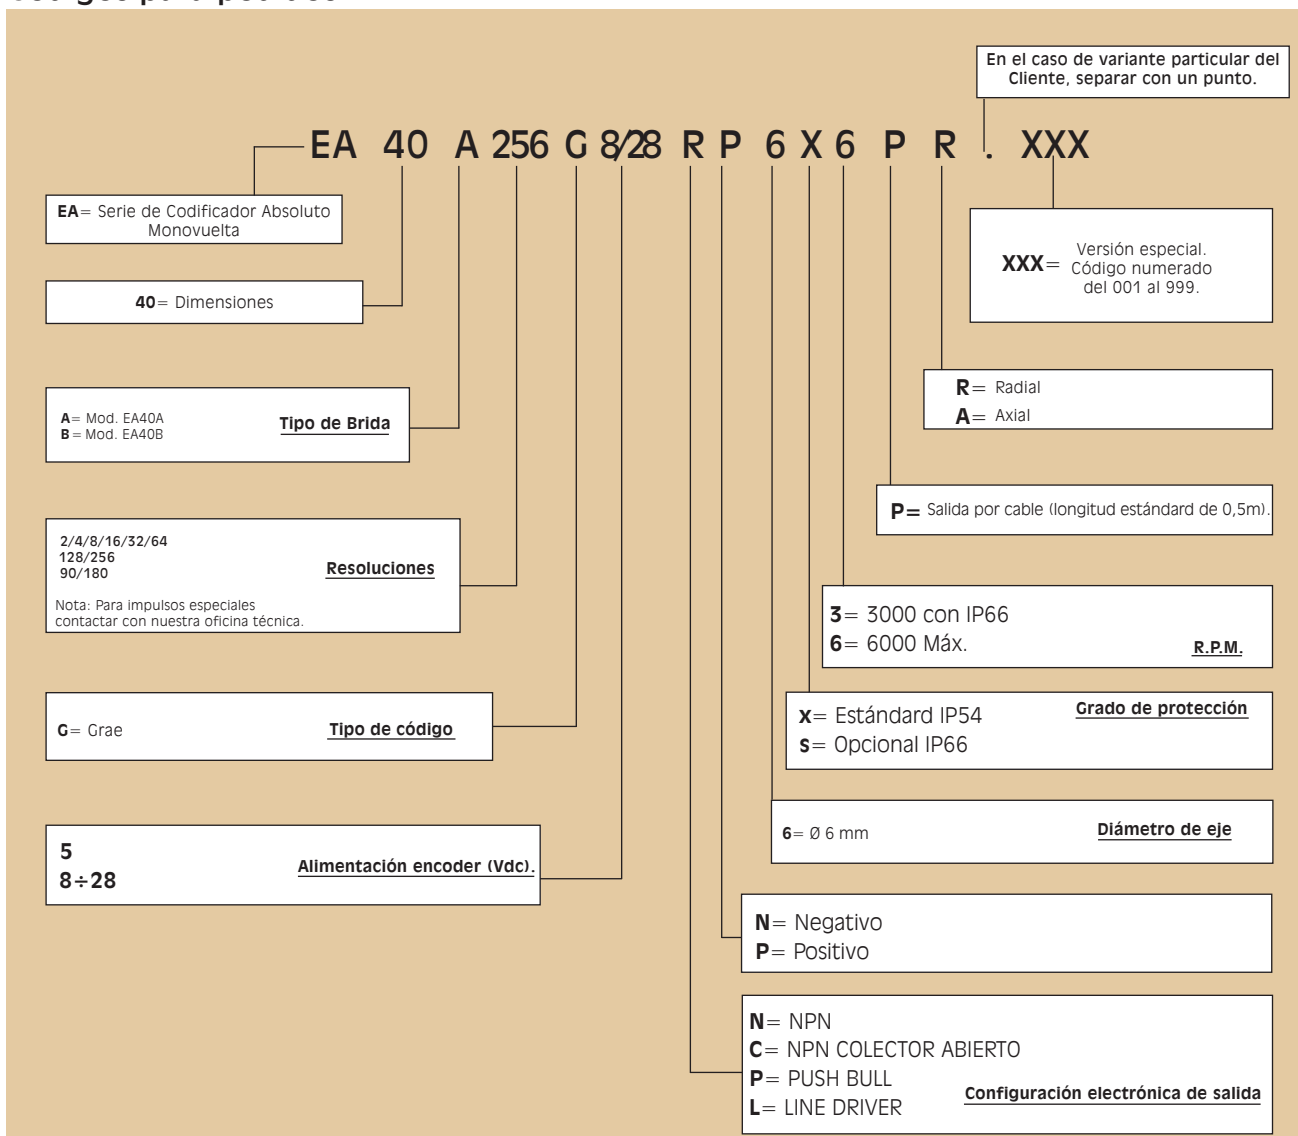 En el caso de variante particular del
Cliente, separar con un punto.
EA 40 A 256 G 8/28 R P 6 X 6 P R . XXX
EA= Serie de Codificador Absoluto
Monovuelta
XXX= Versión especial.
Código numerado
del 001 al 999.
40= Dimensiones
R= Radial
A= Axial
A= Mod. EA40A
B= Mod. EA40B
Tipo de Brida
P= Salida por cable (longitud estándard de 0,5m).
2/4/8/16/32/64
128/256
90/180
Resoluciones
Nota: Para impulsos especiales
contactar con nuestra oficina técnica.
3= 3000 con IP66
6= 6000 Máx.
R.P.M.
G= Grae
Tipo de código
x= Estándard IP54
s= Opcional IP66
Grado de protección
6= Ø 6 mm
Diámetro de eje
5
8÷28
Alimentación encoder (Vdc).
N= Negativo
P= Positivo
N= NPN
C= NPN COLECTOR ABIERTO
P= PUSH BULL
L= LINE DRIVER
Configuración electrónica de salida